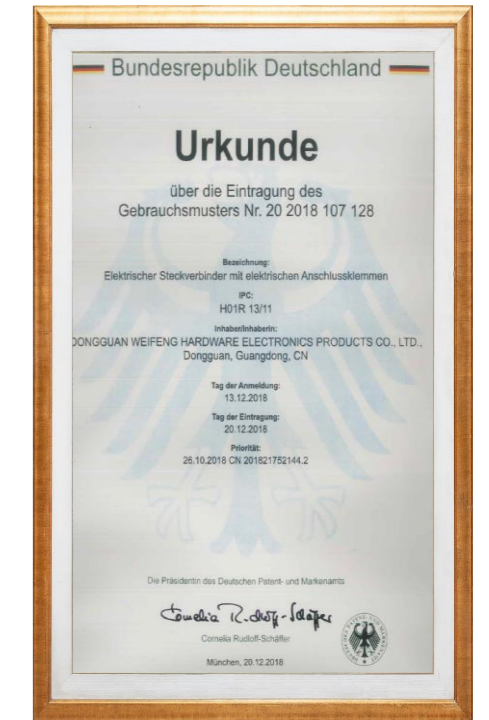 Bundesrepublik Deutschland
Urkunde
über die Eintragung des
Gebrauchsmusters Nr. 20 2018 107 128
Bezeichnung:
Elektrischer Steckverbinder mit elektrischen Anschlussklemmen
IPC:
H01R 13/11
Inhaber/Inhaberin:
DONGGUAN WEIFENG HARDWARE ELECTRONICS PRODUCTS CO., LTD.,
Dongguan, Guangdong, CN
Tag der Anmeldung:
13.12.2018
Tag der Eintragung:
20.12.2018
Priorität:
26.10.2018 CN 201821752144.2
Die Präsidentin des Deutschen Patent- und Markenamts
Cornelia Rudloff-Schäffer
Cornelia Rudloff-Schäffer
München, 20.12.2018